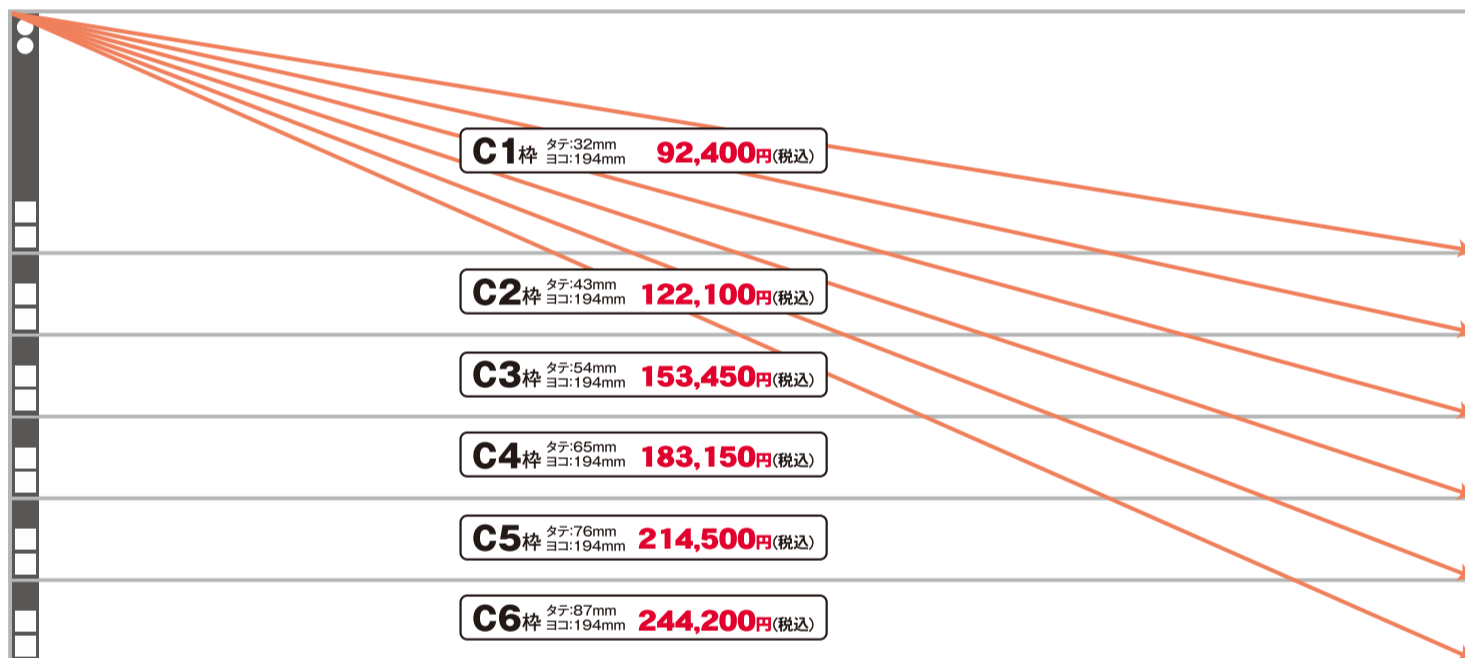 C1枠 タテ:32mm ヨコ:194mm 92,400円(税込)
C2枠 タテ:43mm ヨコ:194mm 122,100円(税込)
C3枠 タテ:54mm ヨコ:194mm 153,450円(税込)
C4枠 タテ:65mm ヨコ:194mm 183,150円(税込)
C5枠 タテ:76mm ヨコ:194mm 214,500円(税込)
C6枠 タテ:87mm ヨコ:194mm 244,200円(税込)